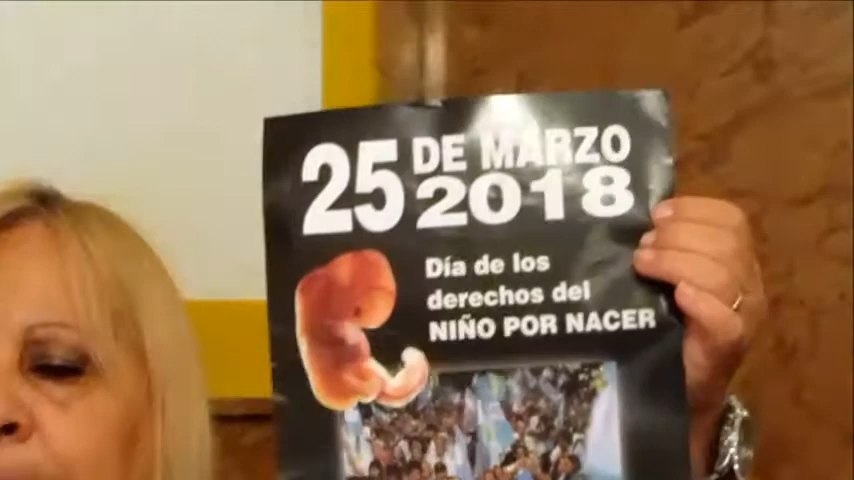 25 DE MARZO
2018
Día de los
derechos del
NIÑO POR NACER